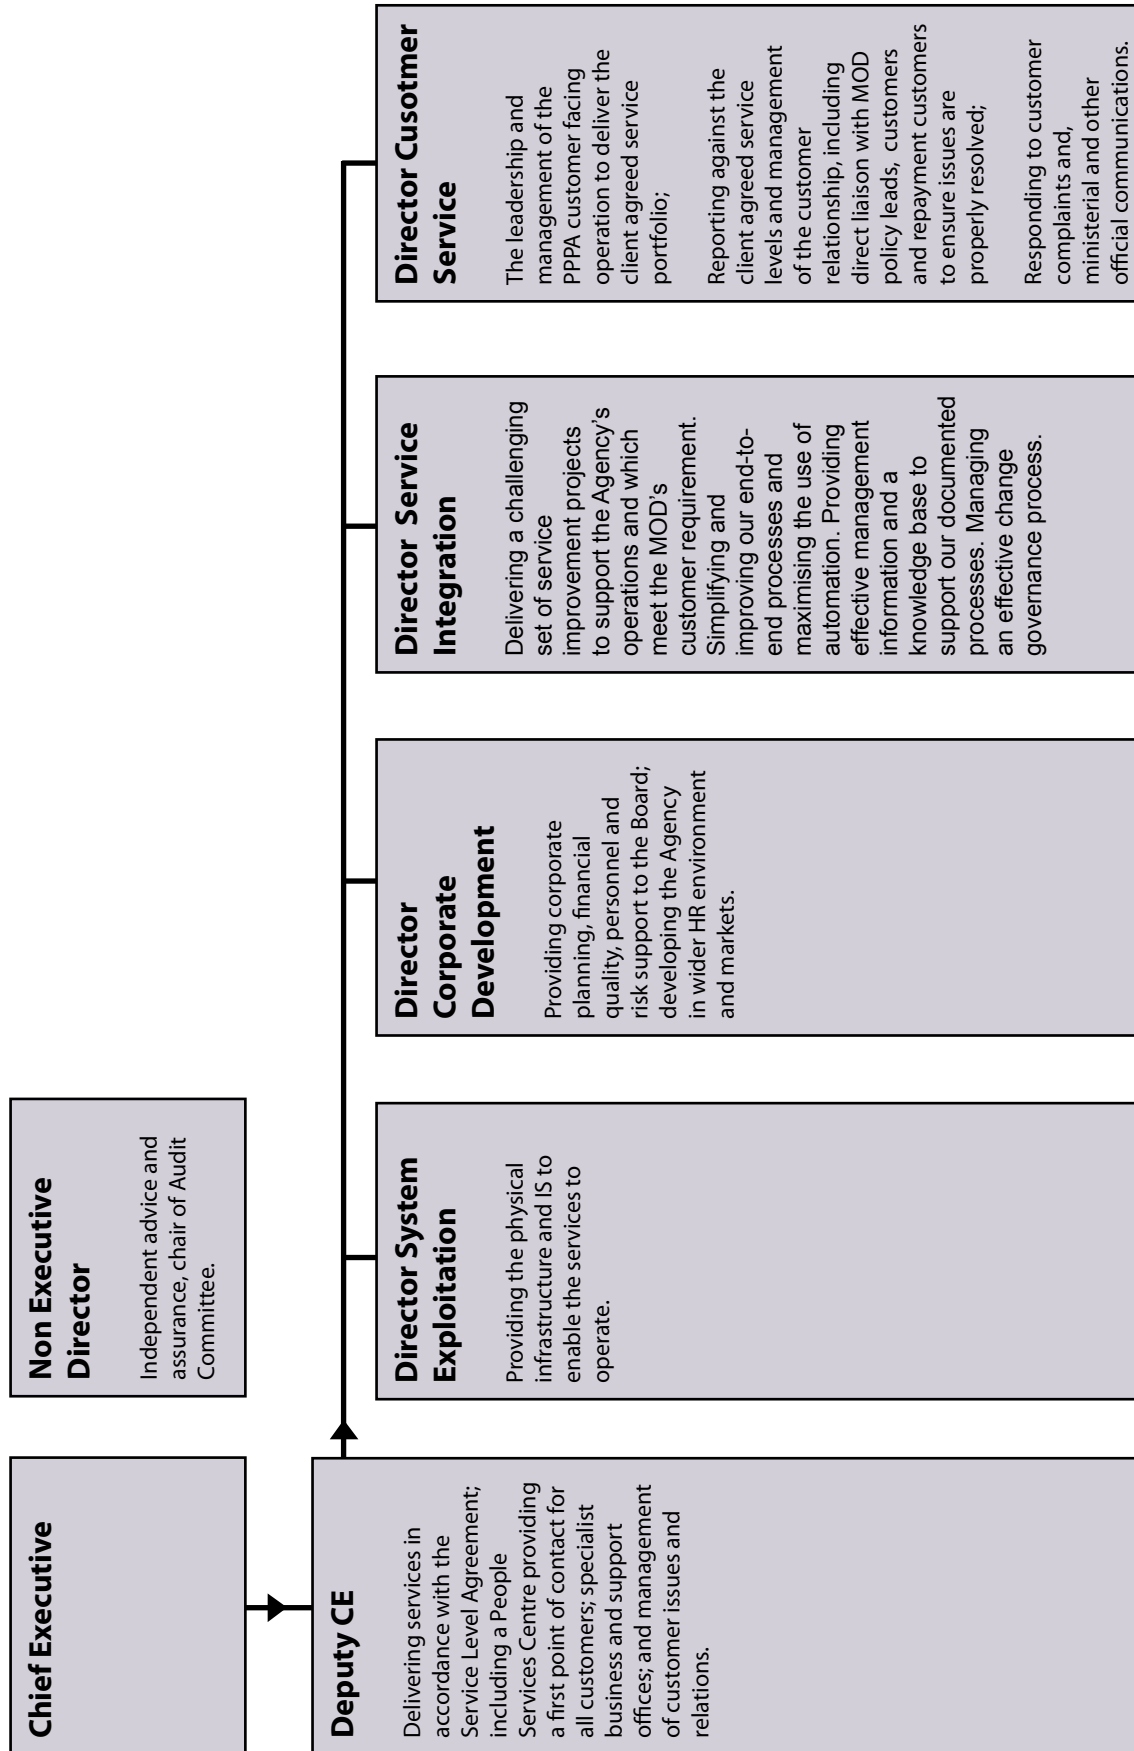 Chief Executive
Non Executive
Director
Independent advice and
assurance, chair of Audit
Committee.
Deputy CE
Delivering services in
accordance with the
Service Level Agreement;
including a People
Services Centre providing
a first point of contact for
all customers; specialist
business and support
offices; and management
of customer issues and
relations.
Director System
Exploitation
Providing the physical
infrastructure and IS to
enable the services to
operate.
Director
Corporate
Development
Providing corporate
planning, financial
quality, personnel and
risk support to the Board;
developing the Agency
in wider HR environment
and markets.
Director Service
Integration
Delivering a challenging
set of service
improvement projects
to support the Agency's
operations and which
meet the MOD's
customer requirement.
Simplifying and
improving our end-to-
end processes and
maximising the use of
automation. Providing
effective management
information and a
knowledge base to
support our documented
processes. Managing
an effective change
governance process.
Director Cusotmer
Service
The leadership and
management of the
PPPA customer facing
operation to deliver the
client agreed service
portfolio;
Reporting against the
client agreed service
levels and management
of the customer
relationship, including
direct liaison with MOD
policy leads, customers
and repayment customers
to ensure issues are
properly resolved;
Responding to customer
complaints and,
ministerial and other
official communications.